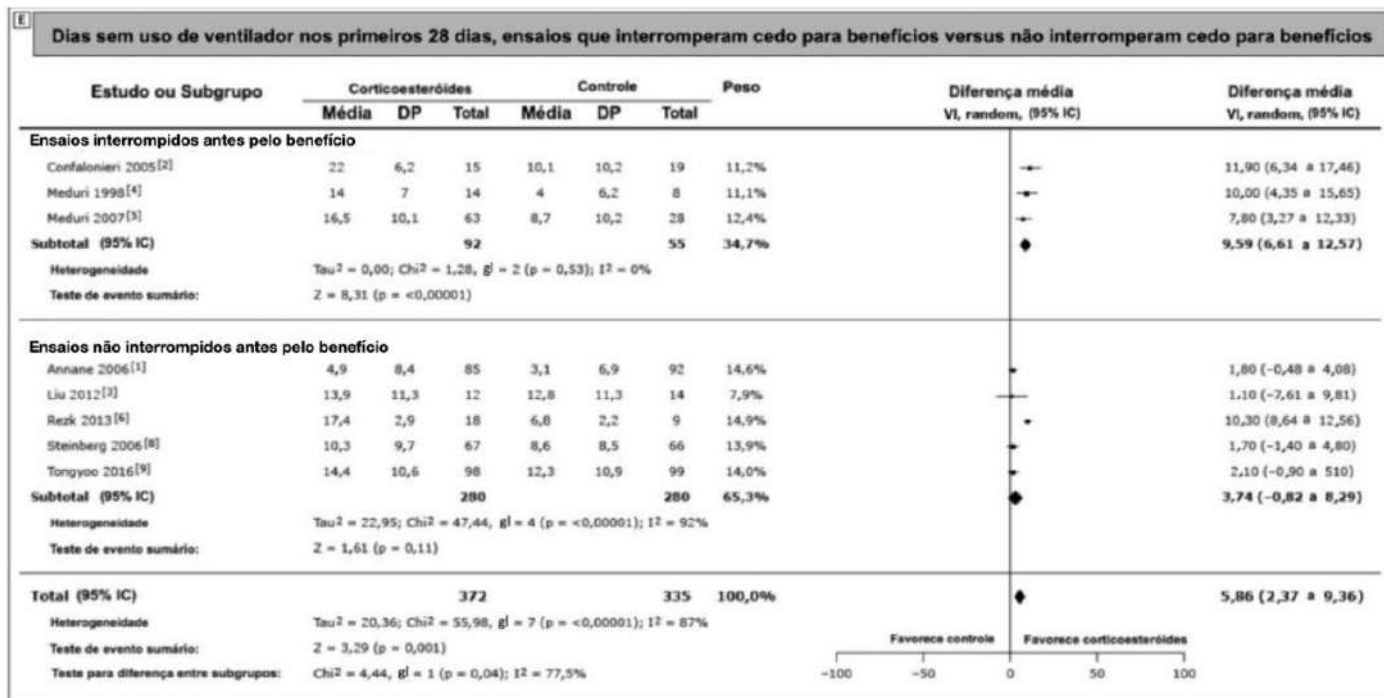 E
Dias sem uso de ventilador nos primeiros 28 dias, ensaios que interromperam cedo para benefícios versus não interromperam cedo para benefícios
Estudo ou Subgrupo Corticoesteróides Controle Peso Diferença média Diferença média
Média DP Total Média DP Total VI, random, (95% IC) VI, random, (95% IC)
Ensaios interrompidos antes pelo benefício
Confalonieri 2005[2] 22 6,2 15 10,1 10,2 19 11,2% 11,90 (6,34 a 17,46)
Meduri 1998[4] 14 7 14 4 6,2 8 11,1% 10,00 (4,35 a 15,65)
Meduri 2007[5] 16,5 10,1 63 8,7 10,2 28 12,4% 7,80 (3,27 a 12,33)
Subtotal (95% IC) 92 55 34,7% 9,59 (6,61 a 12,57)
Heterogeneidade Tau2 = 0,00; Chi2 = 1,28, gl = 2 (p = 0,53); I2 = 0%
Teste de evento sumário: Z = 8,31 (p = <0,00001)
Ensaios não interrompidos antes pelo benefício
Annane 2006[1] 4,9 8,4 85 3,1 6,9 92 14,6% 1,80 (-0,48 a 4,08)
Liu 2012[3] 13,9 11,3 12 12,8 11,3 14 7,9% 1,10 (-7,61 a 9,81)
Rezk 2013[6] 17,4 2,9 18 6,8 2,2 9 14,9% 10,30 (8,64 a 12,56)
Steinberg 2006[8] 10,3 9,7 67 8,6 8,5 66 13,9% 1,70 (-1,40 a 4,80)
Tongyoo 2016[9] 14,4 10,6 98 12,3 10,9 99 14,0% 2,10 (-0,90 a 510)
Subtotal (95% IC) 280 280 65,3% 3,74 (-0,82 a 8,29)
Heterogeneidade Tau2 = 22,95; Chi2 = 47,44, gl = 4 (p = <0,00001); I2 = 92%
Teste de evento sumário: Z = 1,61 (p = 0,11)
Total (95% IC) 372 335 100,0% 5,86 (2,37 a 9,36)
Heterogeneidade Tau2 = 20,36; Chi2 = 55,98, gl = 7 (p = <0,00001); I2 = 87%
Teste de evento sumário: Z = 3,29 (p = 0,001) Favorece controle Favorece corticoesteróides
Teste para diferença entre subgrupos: Chi2 = 4,44, gl = 1 (p = 0,04); I2 = 77,5%
-100 -50 0 50 100